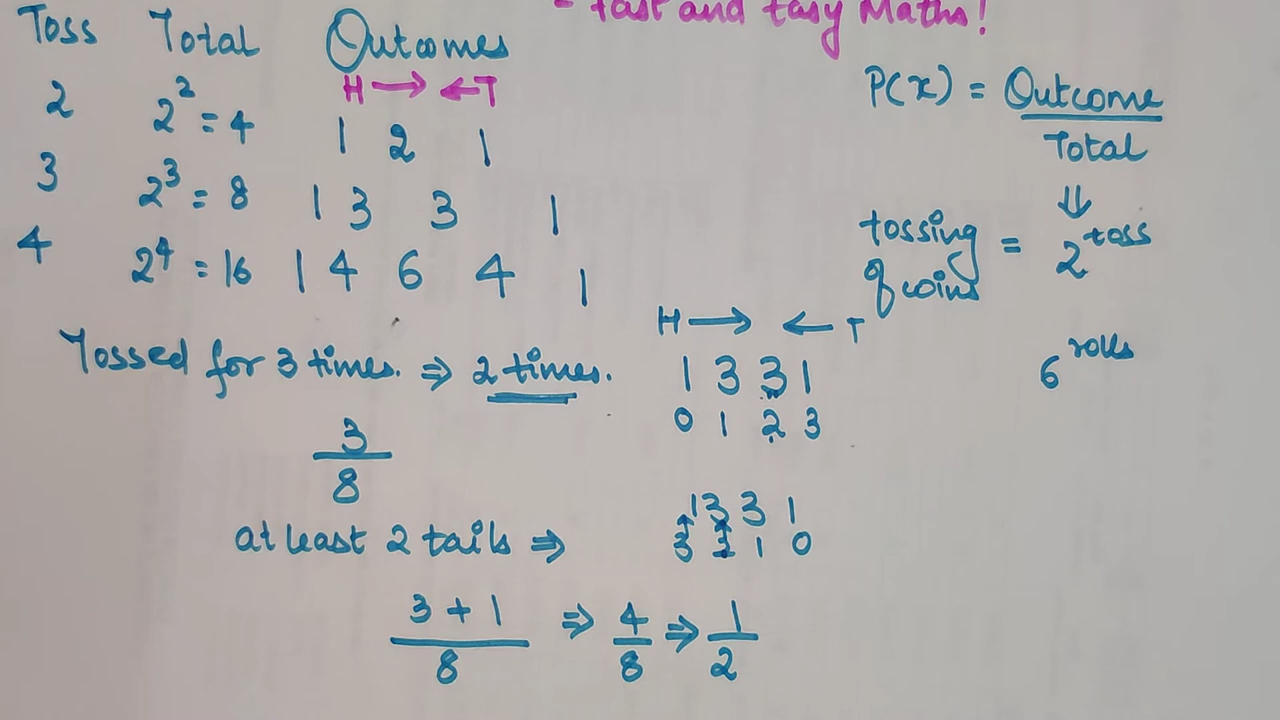 - fast and Easy Maths!
Toss Total Outcomes
H → ← T
2 2² = 4 1 2 1
3 2³ = 8 1 3 3 1
4 2⁴ = 16 1 4 6 4 1
P(x) = Outcome
Total
⇓
tossing of coins = 2^toss
6^rolls
Tossed for 3 times. ⇒ 2 times.
H → ← T
1 3 3 1
0 1 2 3
3
8
at least 2 tails ⇒
1 3 3 1
3 2 1 0
3 + 1 ⇒ 4 ⇒ 1
8 8 2